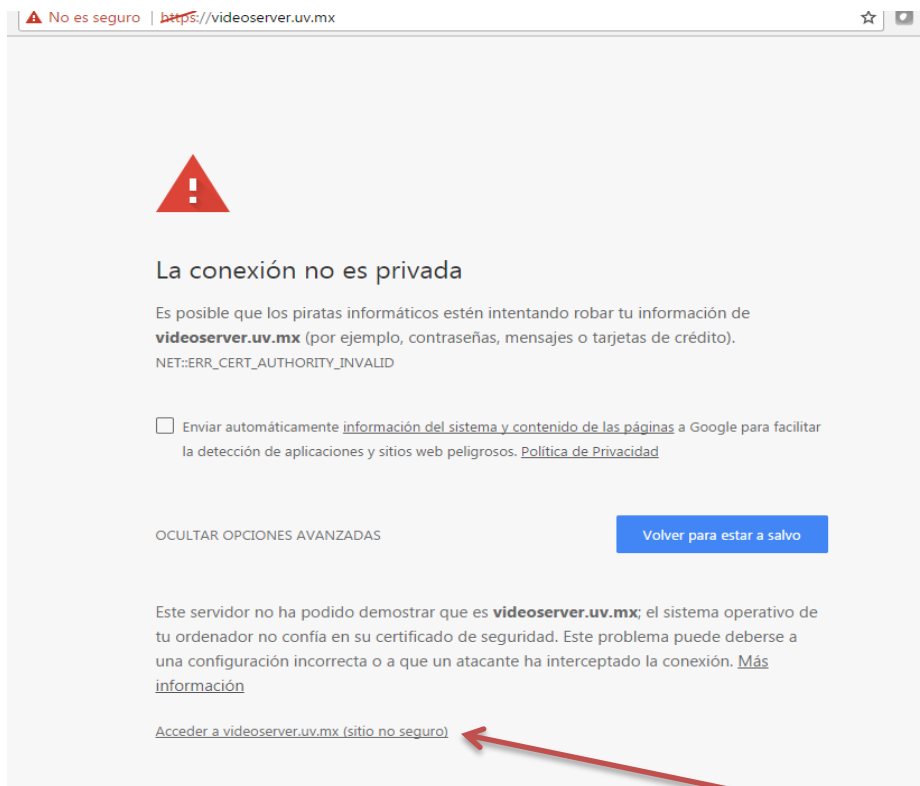 No es seguro | https://videoserver.uv.mx
La conexión no es privada
Es posible que los piratas informáticos estén intentando robar tu información de
videoserver.uv.mx (por ejemplo, contraseñas, mensajes o tarjetas de crédito).
NET::ERR_CERT_AUTHORITY_INVALID
Enviar automáticamente información del sistema y contenido de las páginas a Google para facilitar
la detección de aplicaciones y sitios web peligrosos. Política de Privacidad
OCULTAR OPCIONES AVANZADAS
Volver para estar a salvo
Este servidor no ha podido demostrar que es videoserver.uv.mx; el sistema operativo de
tu ordenador no confía en su certificado de seguridad. Este problema puede deberse a
una configuración incorrecta o a que un atacante ha interceptado la conexión. Más
información
Acceder a videoserver.uv.mx (sitio no seguro)